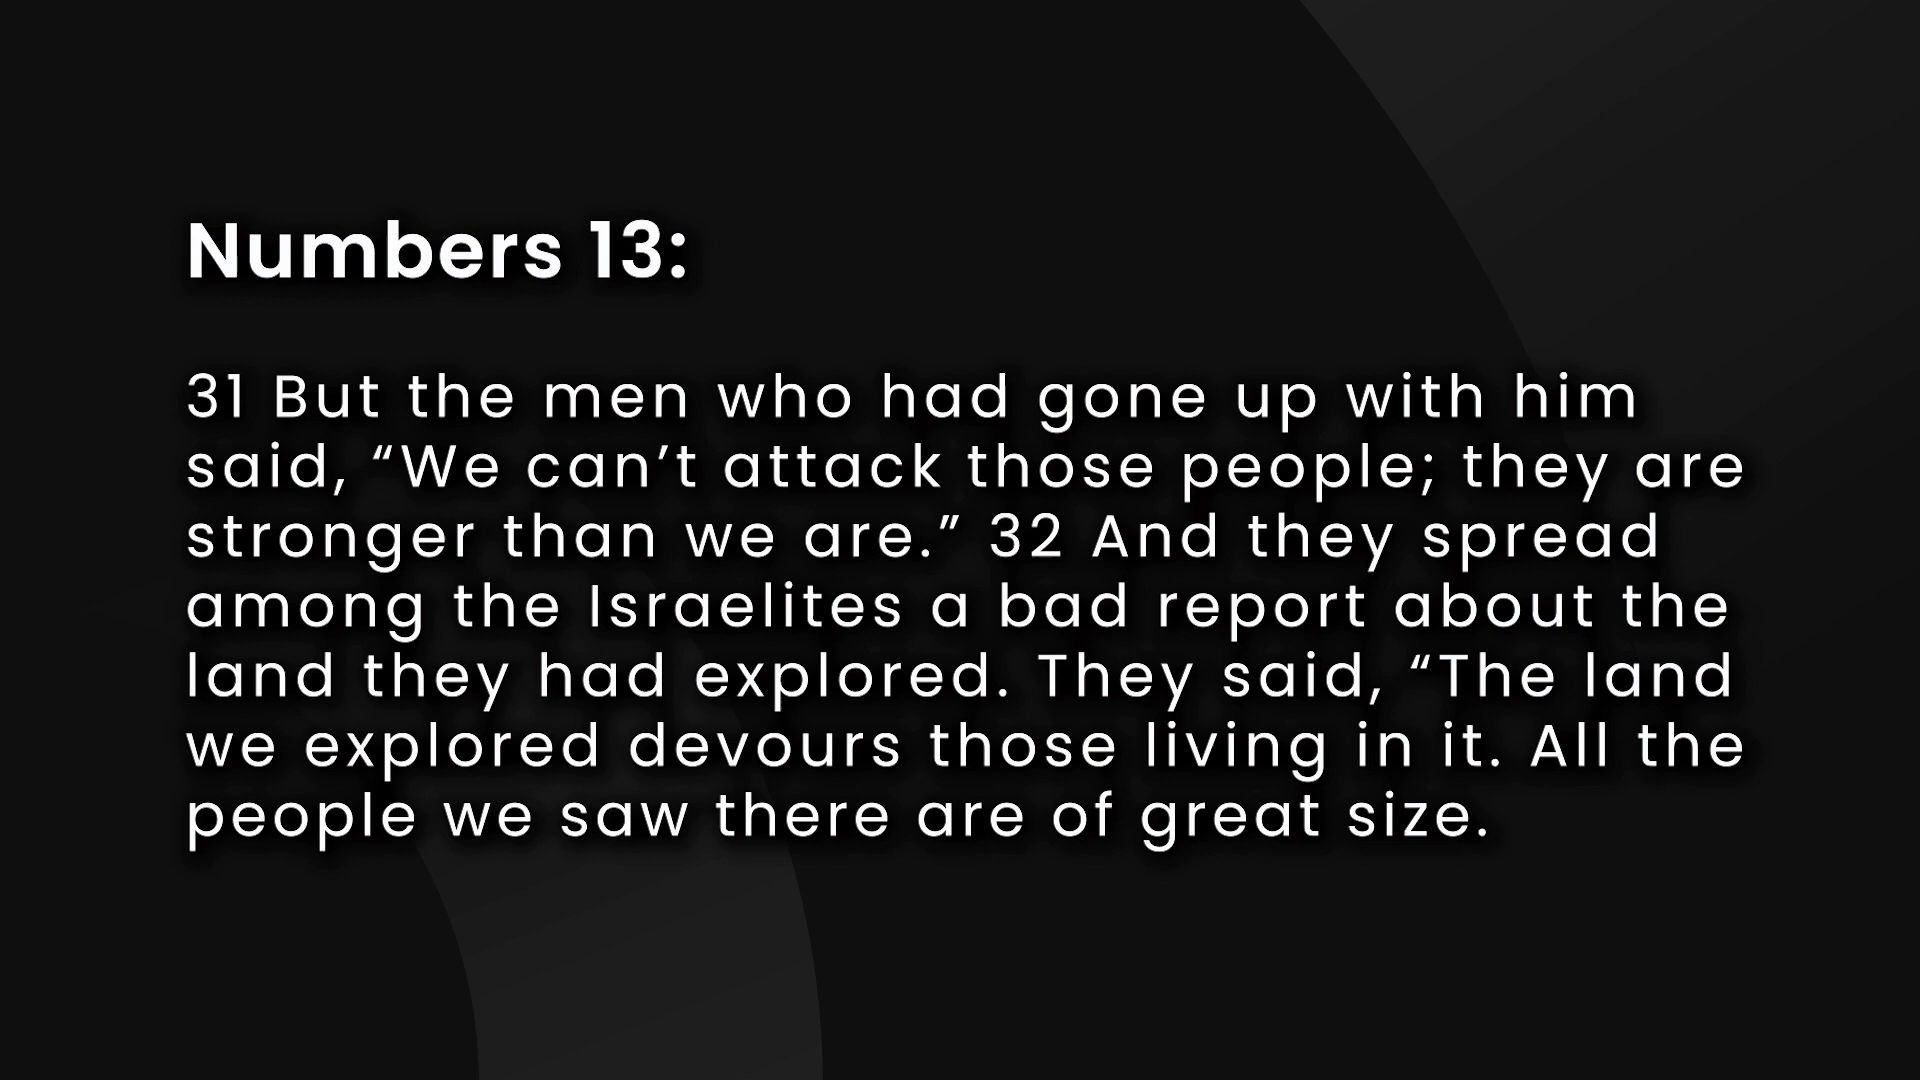 Numbers 13:
31 But the men who had gone up with him
said, “We can’t attack those people; they are
stronger than we are.” 32 And they spread
among the Israelites a bad report about the
land they had explored. They said, “The land
we explored devours those living in it. All the
people we saw there are of great size.